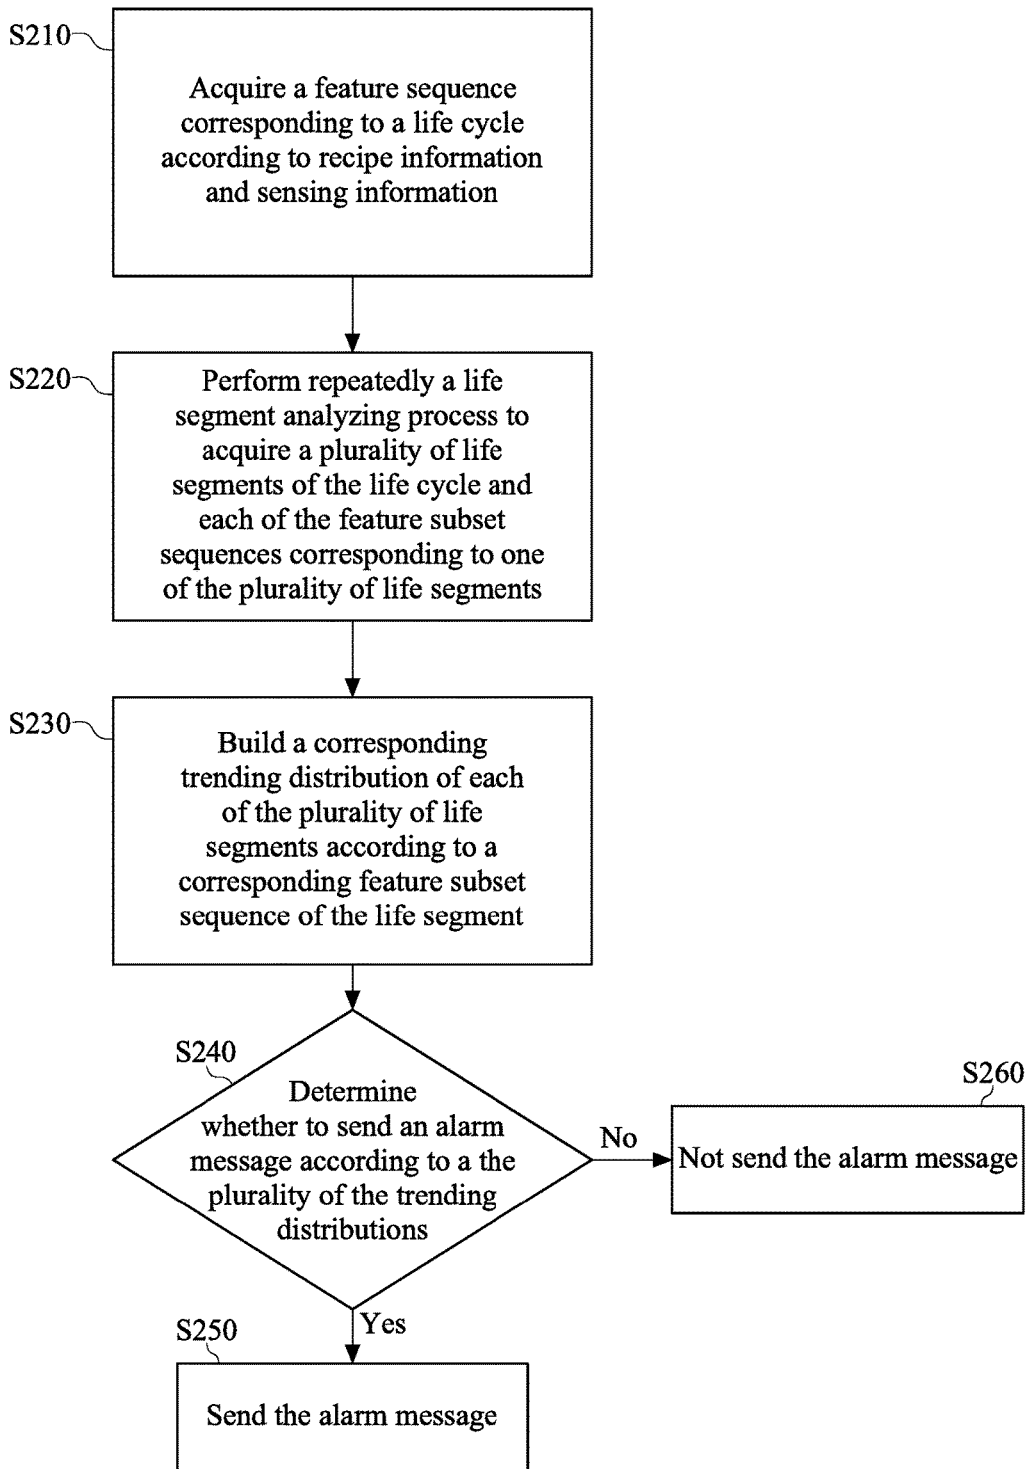 S210
Acquire a feature sequence
corresponding to a life cycle
according to recipe information
and sensing information
S220
Perform repeatedly a life
segment analyzing process to
acquire a plurality of life
segments of the life cycle and
each of the feature subset
sequences corresponding to one
of the plurality of life segments
S230
Build a corresponding
trending distribution of each
of the plurality of life
segments according to a
corresponding feature subset
sequence of the life segment
S240
Determine
whether to send an alarm
message according to a the
plurality of the trending
distributions
No
S260
Not send the alarm message
Yes
S250
Send the alarm message